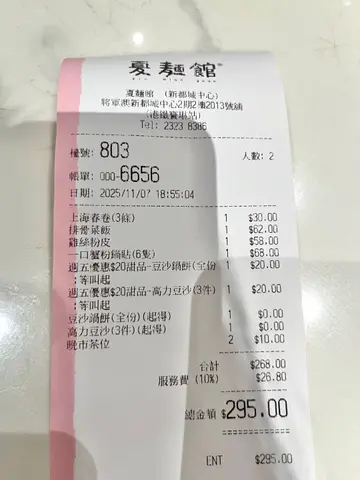 夏麵館
夏麵館 (新都城中心)
將軍澳新都城中心2期2樓2013號舖
(港鐵寶琳站)
Tel: 2323 8386
檯號: 803 人數: 2
帳單: 000-6656
日期: 2025/11/07 18:55:04
上海春卷(3條) 1 $30.00
排骨菜飯 1 $62.00
雞絲粉皮 1 $58.00
一口蟹粉鍋貼(6隻) 1 $68.00
週五優惠$20甜品-豆沙鍋餅(全份 1 $20.00
;等叫起
週五優惠$20甜品-高力豆沙(3件) 1 $20.00
;等叫起
豆沙鍋餅(全份)(起得) 1 $0.00
高力豆沙(3件)(起得) 1 $0.00
晚市茶位 2 $10.00
合計 $268.00
服務費 (10%) $26.80
總金額 $295.00
ENT $295.00